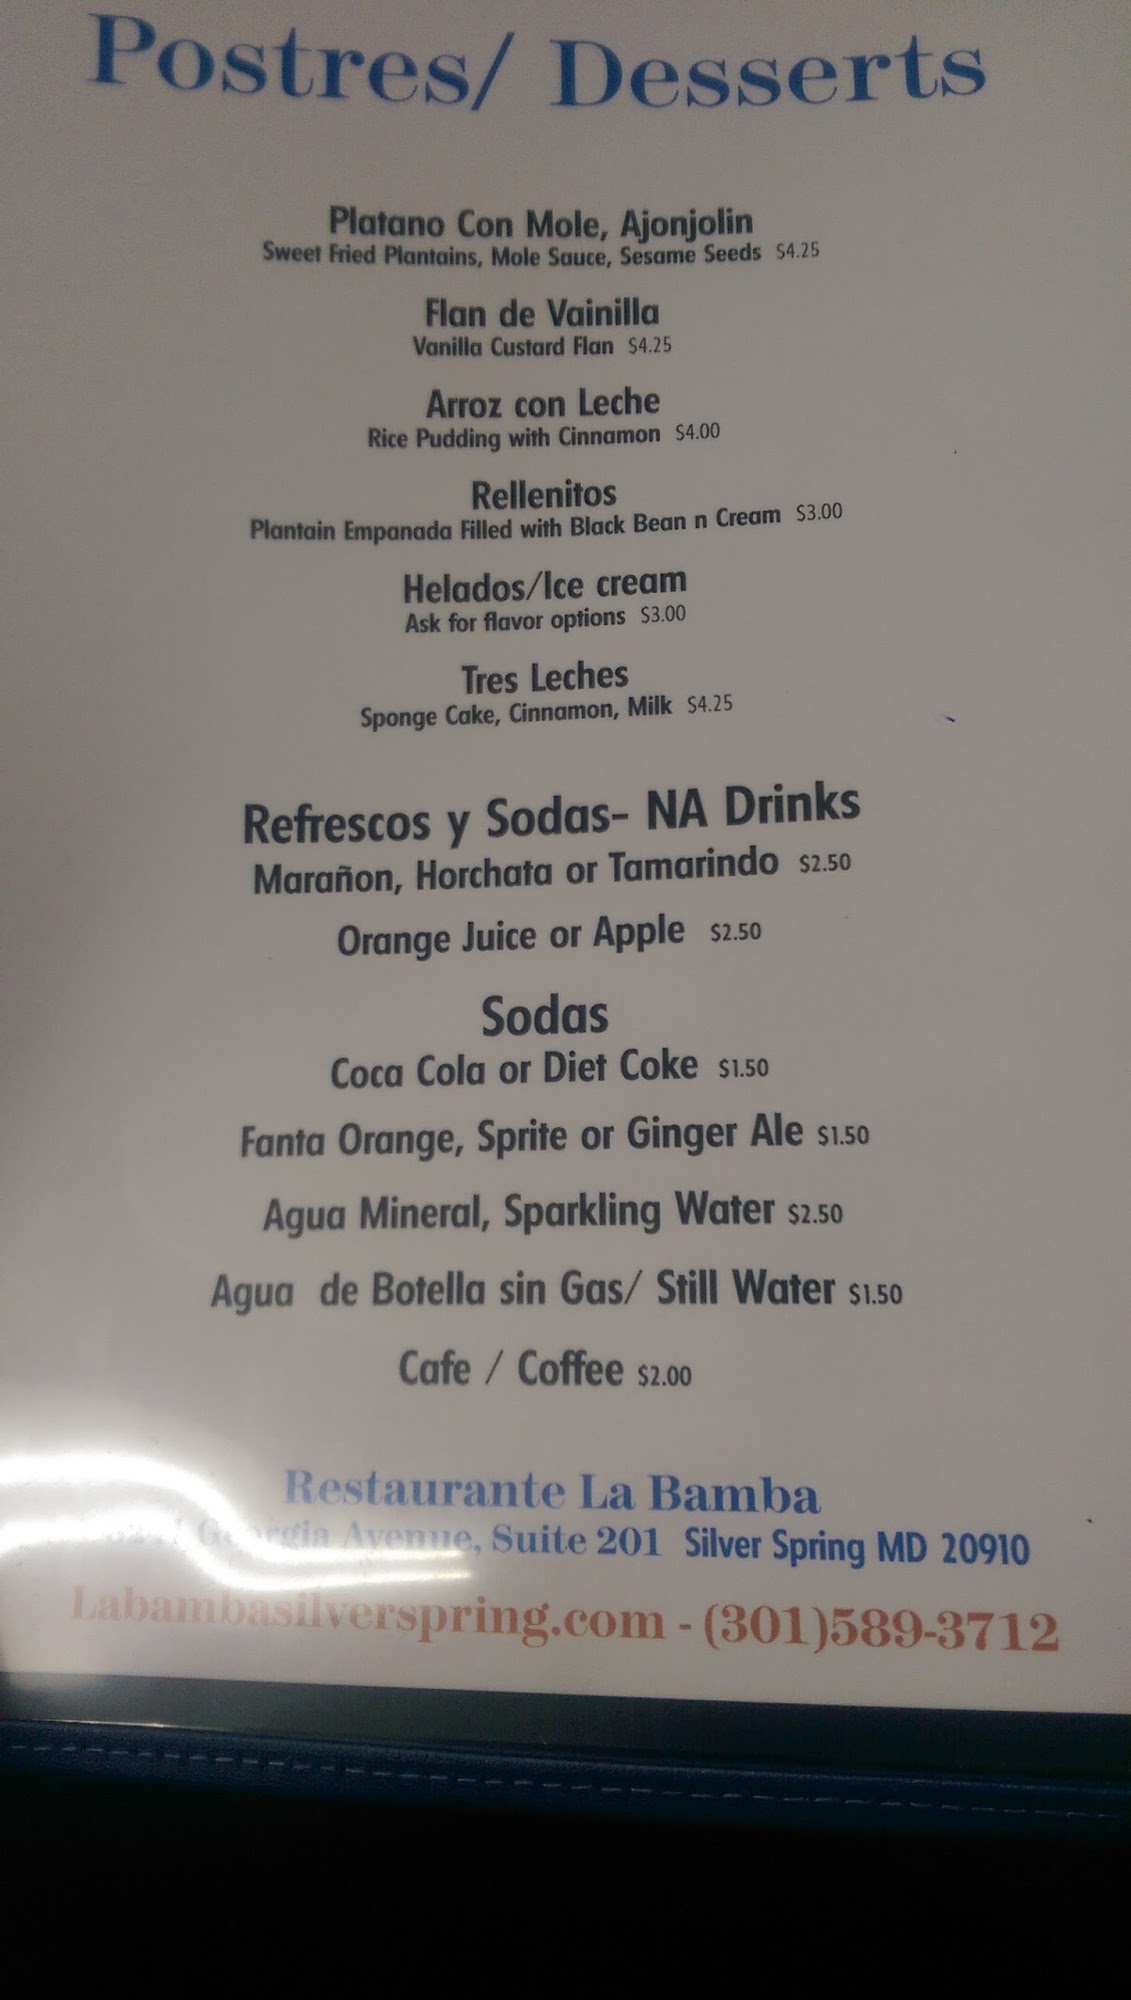 Postres/ Desserts
Platano Con Mole, Ajonjolin
Sweet Fried Plantains, Mole Sauce, Sesame Seeds $4.25
Flan de Vainilla
Vanilla Custard Flan $4.25
Arroz con Leche
Rice Pudding with Cinnamon $4.00
Rellenitos
Plantain Empanada Filled with Black Bean n Cream $3.00
Helados/Ice cream
Ask for flavor options $3.00
Tres Leches
Sponge Cake, Cinnamon, Milk $4.25
Refrescos y Sodas- NA Drinks
Marañon, Horchata or Tamarindo $2.50
Orange Juice or Apple $2.50
Sodas
Coca Cola or Diet Coke $1.50
Fanta Orange, Sprite or Ginger Ale $1.50
Agua Mineral, Sparkling Water $2.50
Agua de Botella sin Gas/ Still Water $1.50
Cafe / Coffee $2.00
Restaurante La Bamba
Georgia Avenue, Suite 201 Silver Spring MD 20910
Labambasilverspring.com - (301)589-3712